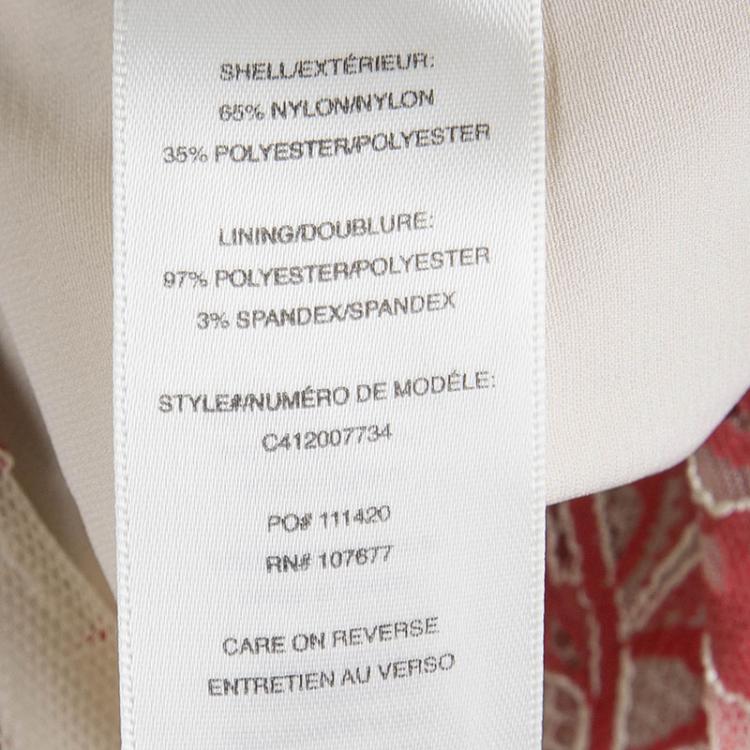 SHELL/EXTÉRIEUR:
65% NYLON/NYLON
35% POLYESTER/POLYESTER
LINING/DOUBLURE:
97% POLYESTER/POLYESTER
3% SPANDEX/SPANDEX
STYLE#/NUMÉRO DE MODÉLE:
C412007734
PO# 111420
RN# 107677
CARE ON REVERSE
ENTRETIEN AU VERSO